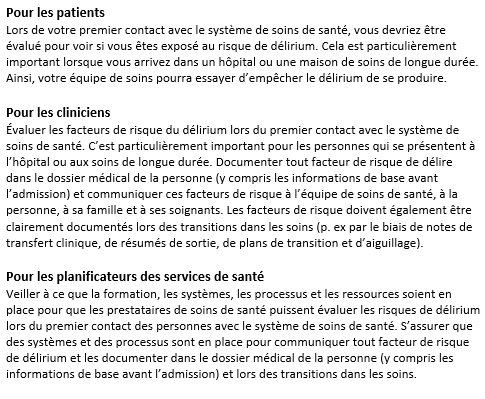 Pour les patients
Lors de votre premier contact avec le système de soins de santé, vous devriez être
évalué pour voir si vous êtes exposé au risque de délirium. Cela est particulièrement
important lorsque vous arrivez dans un hôpital ou une maison de soins de longue durée.
Ainsi, votre équipe de soins pourra essayer d’empêcher le délirium de se produire.
Pour les cliniciens
Évaluer les facteurs de risque du délirium lors du premier contact avec le système de
soins de santé. C’est particulièrement important pour les personnes qui se présentent à
l’hôpital ou aux soins de longue durée. Documenter tout facteur de risque de délire
dans le dossier médical de la personne (y compris les informations de base avant
l’admission) et communiquer ces facteurs de risque à l’équipe de soins de santé, à la
personne, à sa famille et à ses soignants. Les facteurs de risque doivent également être
clairement documentés lors des transitions dans les soins (p. ex par le biais de notes de
transfert clinique, de résumés de sortie, de plans de transition et d’aiguillage).
Pour les planificateurs des services de santé
Veiller à ce que la formation, les systèmes, les processus et les ressources soient en
place pour que les prestataires de soins de santé puissent évaluer les risques de délirium
lors du premier contact des personnes avec le système de soins de santé. S’assurer que
des systèmes et des processus sont en place pour communiquer tout facteur de risque
de délirium et les documenter dans le dossier médical de la personne (y compris les
informations de base avant l’admission) et lors des transitions dans les soins.